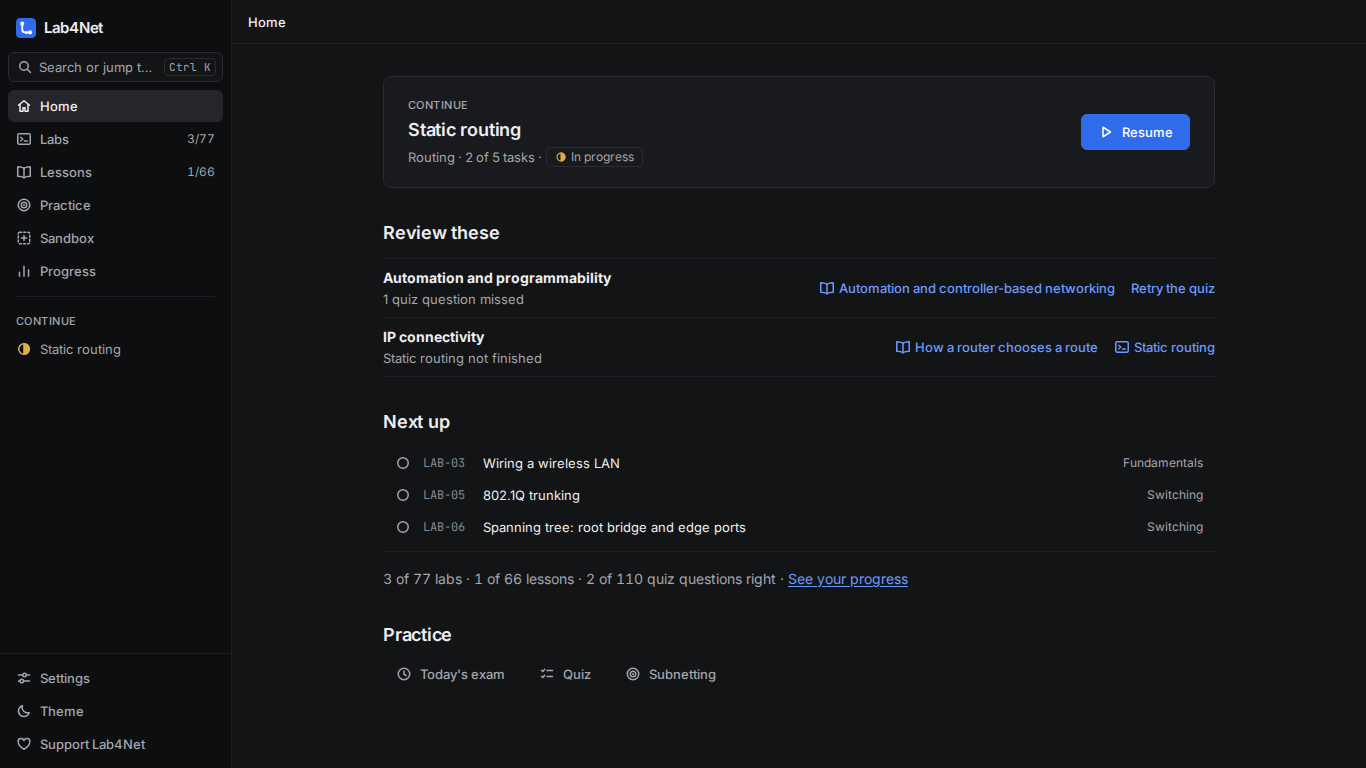 Lab4Net
Search or jump t... Ctrl K
Home
Labs 3/77
Lessons 1/66
Practice
Sandbox
Progress
CONTINUE
Static routing
Settings
Theme
Support Lab4Net
Home
CONTINUE
Static routing
Routing · 2 of 5 tasks · In progress
Resume
Review these
Automation and programmability
1 quiz question missed
Automation and controller-based networking Retry the quiz
IP connectivity
Static routing not finished
How a router chooses a route Static routing
Next up
LAB-03 Wiring a wireless LAN Fundamentals
LAB-05 802.1Q trunking Switching
LAB-06 Spanning tree: root bridge and edge ports Switching
3 of 77 labs · 1 of 66 lessons · 2 of 110 quiz questions right · See your progress
Practice
Today's exam Quiz Subnetting